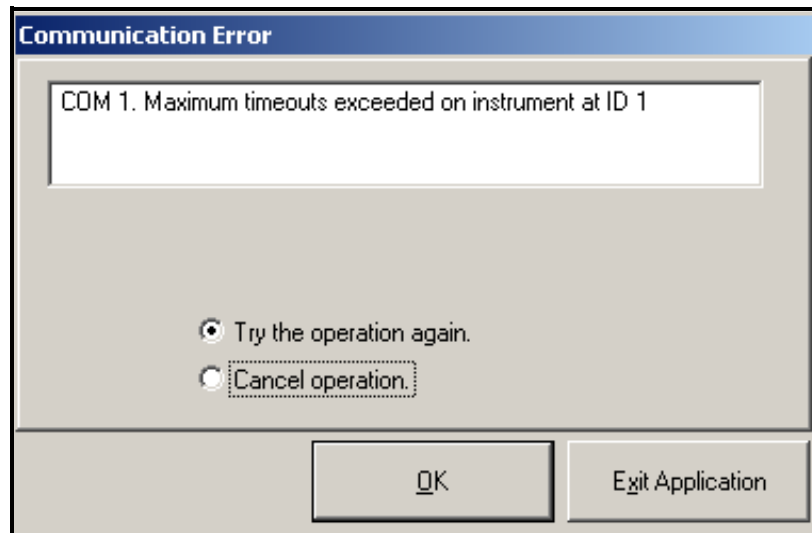 Communication Error
COM 1. Maximum timeouts exceeded on instrument at ID 1
Try the operation again.
Cancel operation.
OK
Exit Application